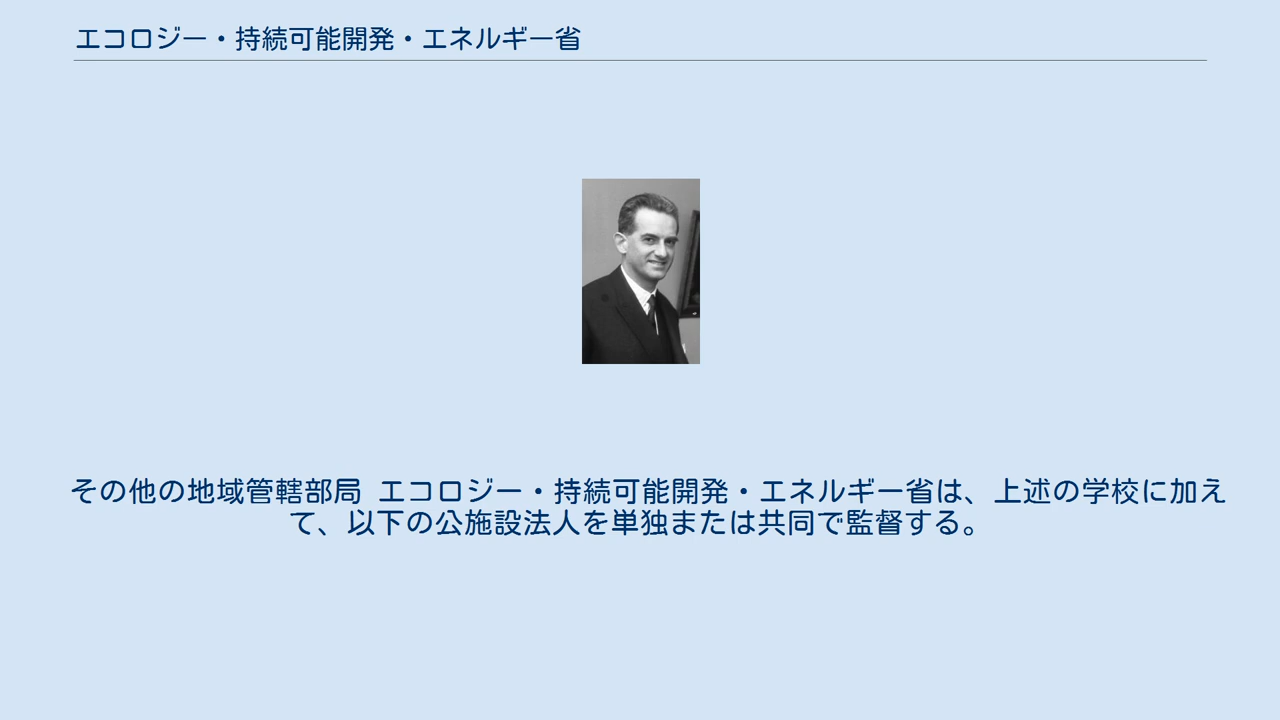 エコロジー・持続可能開発・エネルギー省
その他の地域管轄部局 エコロジー・持続可能開発・エネルギー省は、上述の学校に加え
て、以下の公施設法人を単独または共同で監督する。